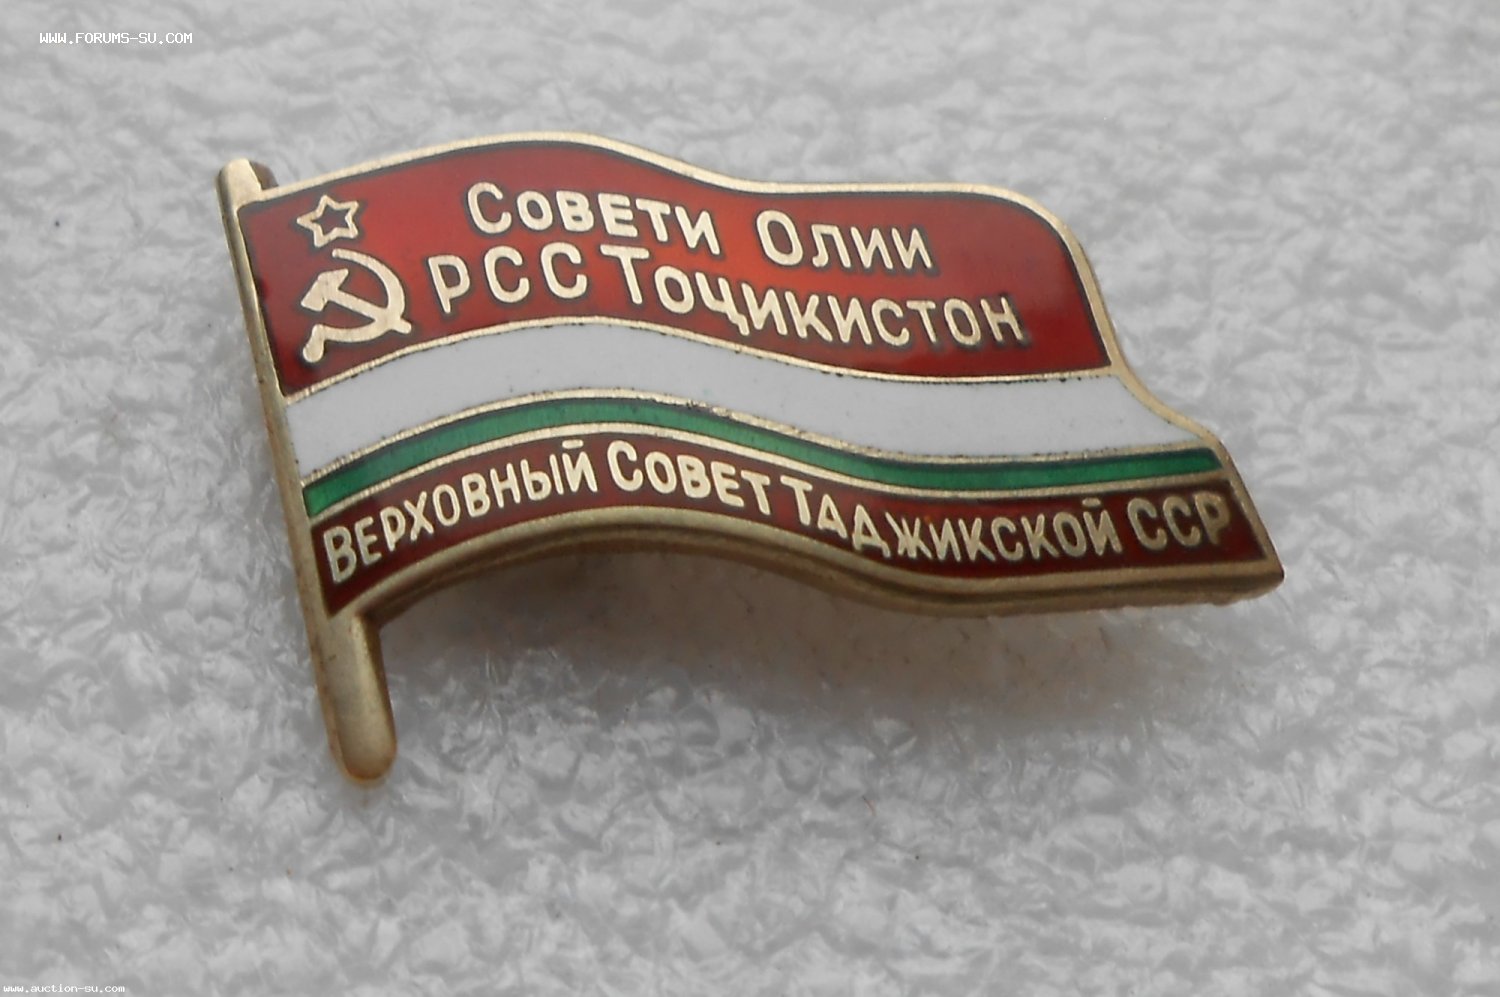 WWW.FORUMS-SU.COM
СОВЕТИ ОЛИИ
РСС ТОҶИКИСТОН
ВЕРХОВНЫЙ СОВЕТ ТАДЖИКСКОЙ ССР
www.auction-su.com